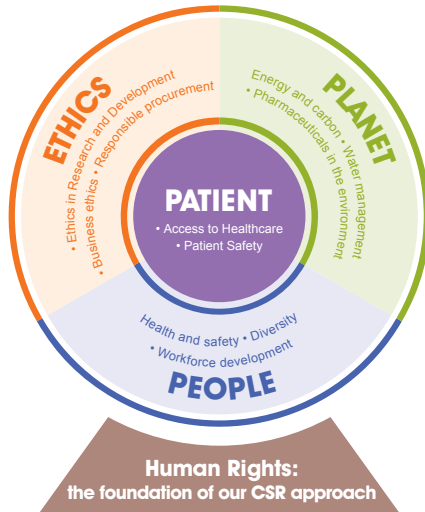 ETHICS
• Ethics in Research and Development
• Business ethics • Responsible procurement
PLANET
Energy and carbon • Water management
• Pharmaceuticals in the environment
PATIENT
• Access to Healthcare
• Patient Safety
Health and safety • Diversity
• Workforce development
PEOPLE
Human Rights:
the foundation of our CSR approach